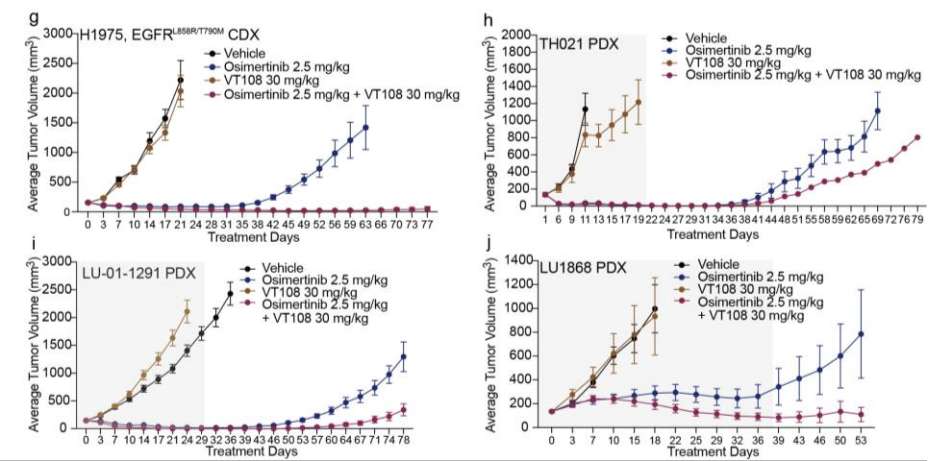 g
H1975, EGFR^L858R/T790M CDX
Vehicle
Osimertinib 2.5 mg/kg
VT108 30 mg/kg
Osimertinib 2.5 mg/kg + VT108 30 mg/kg
Average Tumor Volume (mm³)
3000
2500
2000
1500
1000
500
0
0 3 7 10 14 17 21 24 28 31 35 38 42 45 49 52 56 59 63 66 70 73 77
Treatment Days
h
TH021 PDX
Vehicle
Osimertinib 2.5 mg/kg
VT108 30 mg/kg
Osimertinib 2.5 mg/kg + VT108 30 mg/kg
Average Tumor Volume (mm³)
2000
1800
1600
1400
1200
1000
800
600
400
200
0
1 6 9 11 13 15 17 19 22 24 27 29 31 34 36 38 41 44 48 51 55 58 59 62 65 69 72 76 79
Treatment Days
i
LU-01-1291 PDX
Vehicle
Osimertinib 2.5 mg/kg
VT108 30 mg/kg
Osimertinib 2.5 mg/kg
+ VT108 30 mg/kg
Average Tumor Volume (mm³)
3000
2500
2000
1500
1000
500
0
0 3 7 10 14 17 21 24 29 32 36 39 43 46 50 53 57 60 64 67 71 74 78
Treatment Days
j
LU1868 PDX
Vehicle
Osimertinib 2.5 mg/kg
VT108 30 mg/kg
Osimertinib 2.5 mg/kg
+ VT108 30 mg/kg
Average Tumor Volume (mm³)
1400
1200
1000
800
600
400
200
0
0 3 7 10 15 18 22 25 29 32 36 39 43 46 50 53
Treatment Days